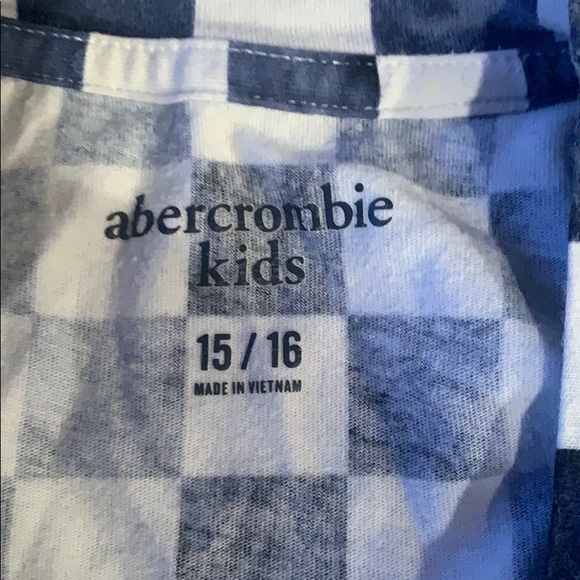 abercrombie
kids
15 / 16
MADE IN VIETNAM